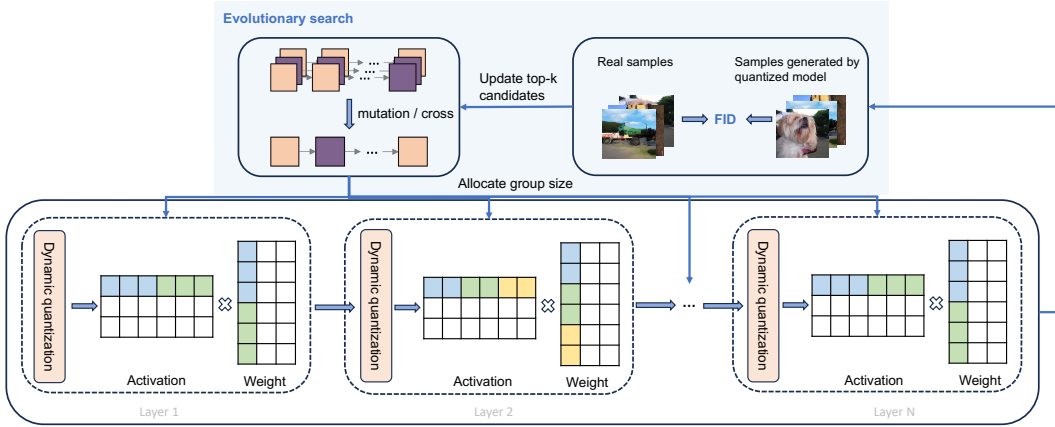 Evolutionary search
...
...
...
mutation / cross
...
Update top-k
candidates
Real samples
Samples generated by
quantized model
FID
Allocate group size
Dynamic quantization
Activation
Weight
Layer 1
Dynamic quantization
Activation
Weight
Layer 2
...
Dynamic quantization
Activation
Weight
Layer N